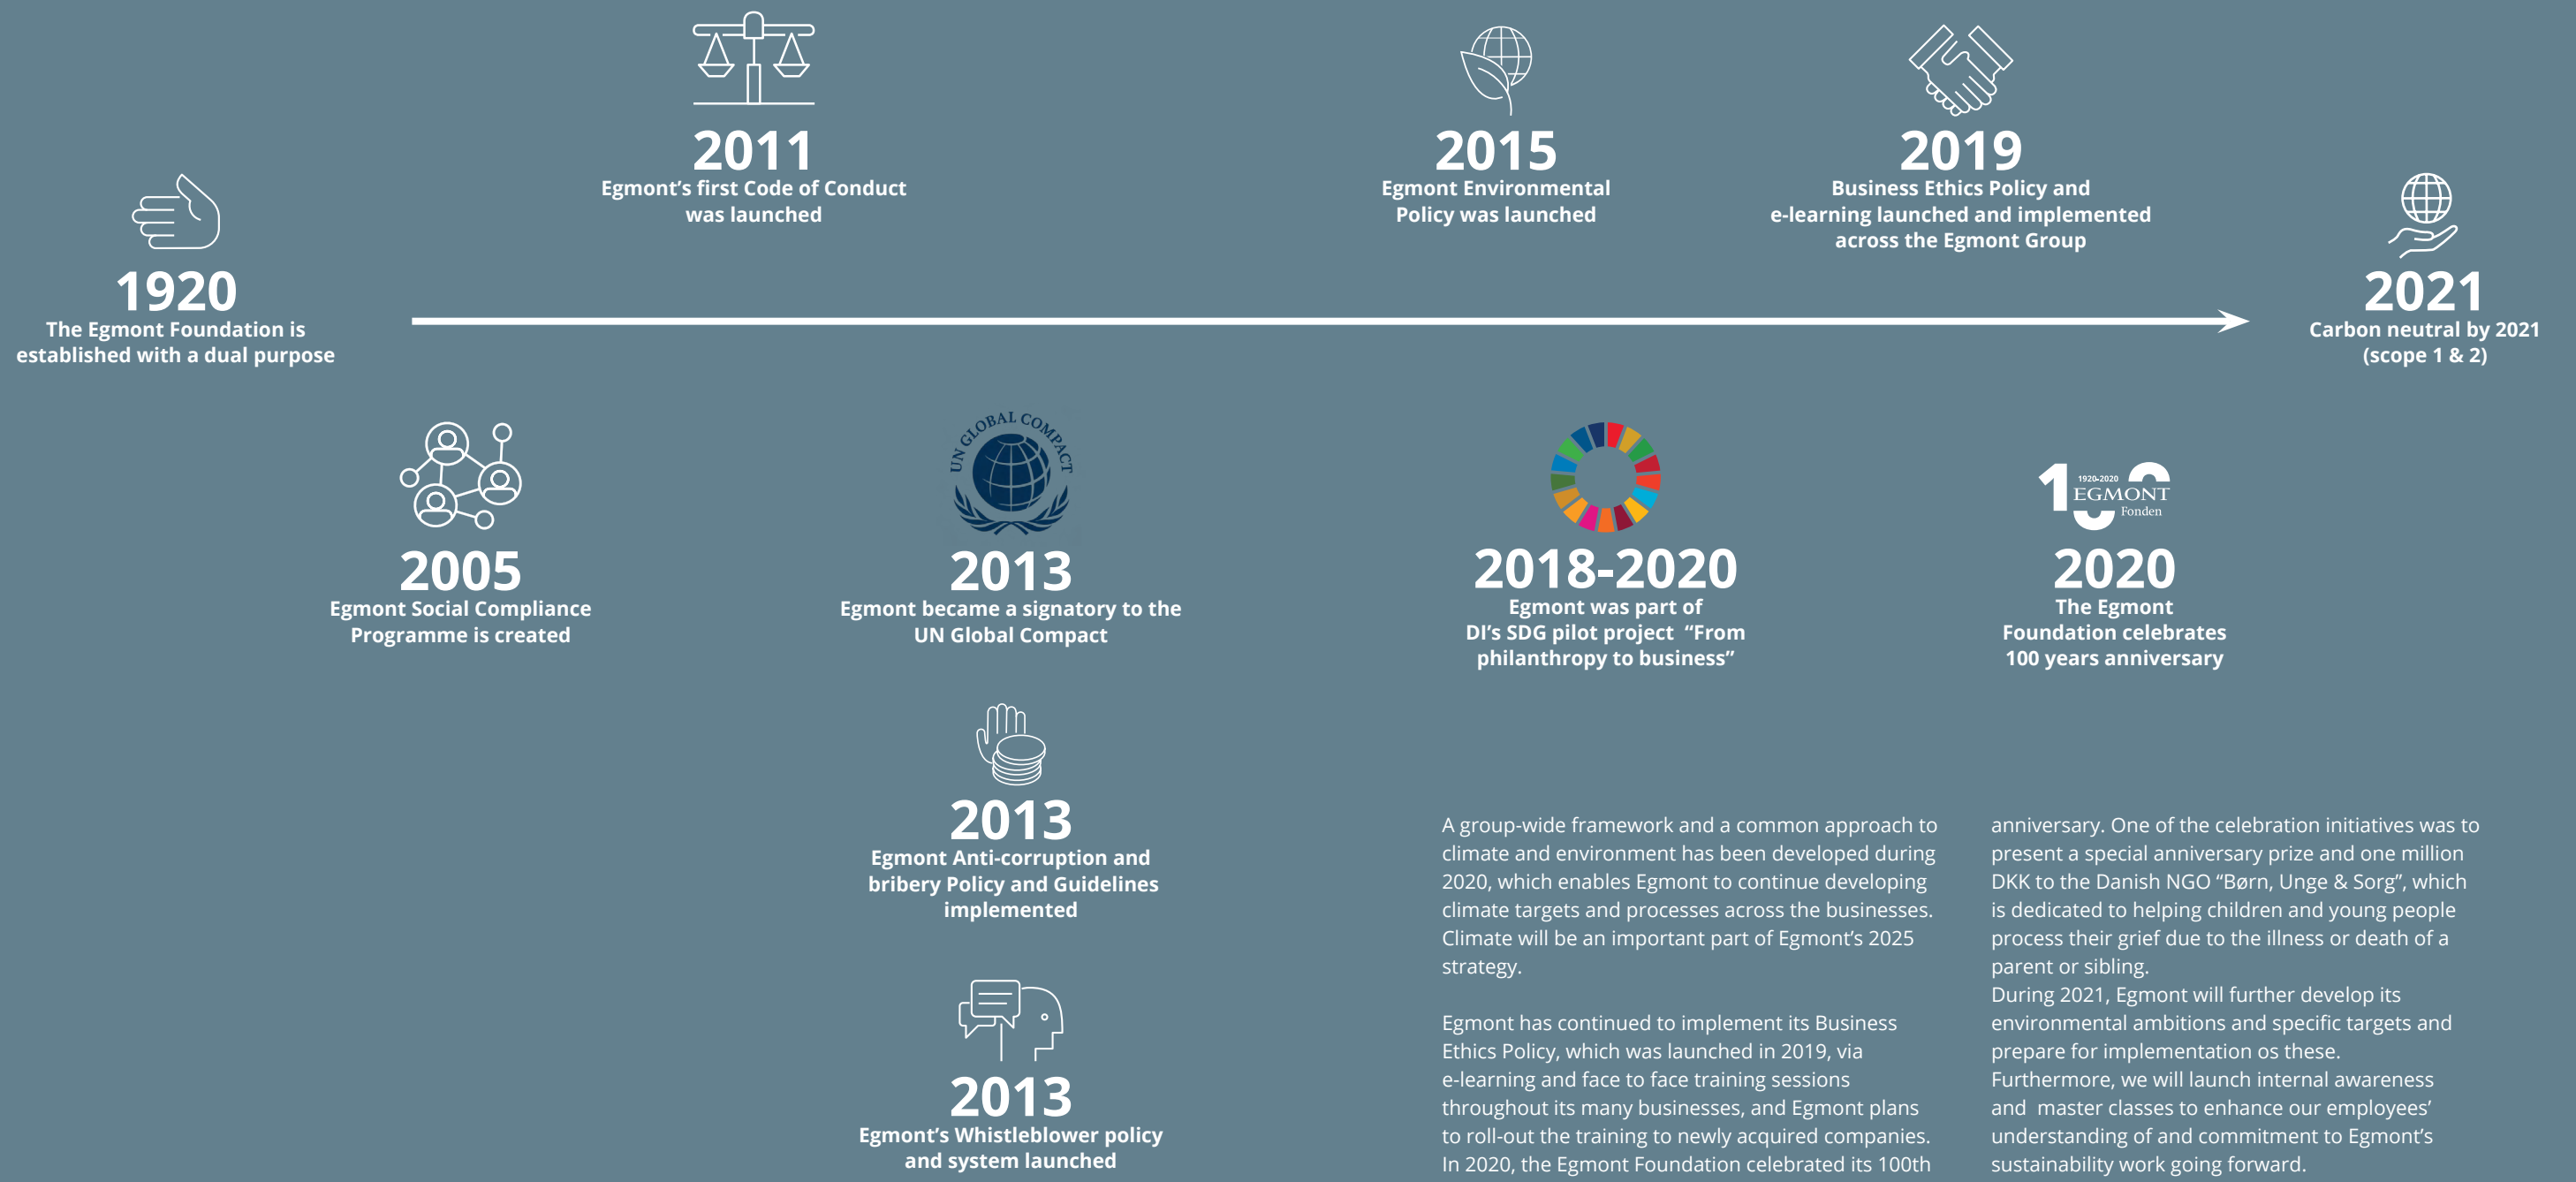 1920
The Egmont Foundation is
established with a dual purpose
2005
Egmont Social Compliance
Programme is created
2011
Egmont’s first Code of Conduct
was launched
UN GLOBAL COMPACT
2013
Egmont became a signatory to the
UN Global Compact
2013
Egmont Anti-corruption and
bribery Policy and Guidelines
implemented
2013
Egmont’s Whistleblower policy
and system launched
2015
Egmont Environmental
Policy was launched
2018-2020
Egmont was part of
DI’s SDG pilot project “From
philanthropy to business”
2019
Business Ethics Policy and
e-learning launched and implemented
across the Egmont Group
100
1920-2020
EGMONT
Fonden
2020
The Egmont
Foundation celebrates
100 years anniversary
2021
Carbon neutral by 2021
(scope 1 & 2)
A group-wide framework and a common approach to
climate and environment has been developed during
2020, which enables Egmont to continue developing
climate targets and processes across the businesses.
Climate will be an important part of Egmont’s 2025
strategy.
Egmont has continued to implement its Business
Ethics Policy, which was launched in 2019, via
e-learning and face to face training sessions
throughout its many businesses, and Egmont plans
to roll-out the training to newly acquired companies.
In 2020, the Egmont Foundation celebrated its 100th
anniversary. One of the celebration initiatives was to
present a special anniversary prize and one million
DKK to the Danish NGO “Børn, Unge & Sorg”, which
is dedicated to helping children and young people
process their grief due to the illness or death of a
parent or sibling.
During 2021, Egmont will further develop its
environmental ambitions and specific targets and
prepare for implementation os these.
Furthermore, we will launch internal awareness
and  master classes to enhance our employees’
understanding of and commitment to Egmont’s
sustainability work going forward.